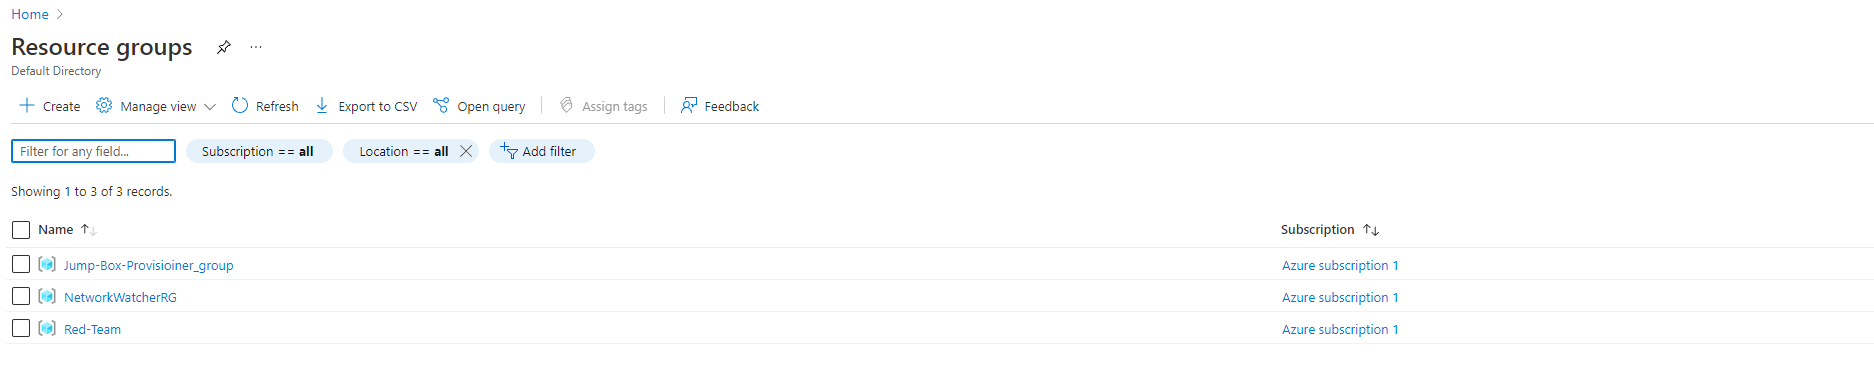 Home
Resource groups
Default Directory
Create Manage view Refresh Export to CSV Open query Assign tags Feedback
Filter for any field... Subscription == all Location == all Add filter
Showing 1 to 3 of 3 records.
Name Subscription
Jump-Box-Provisioiner_group Azure subscription 1
NetworkWatcherRG Azure subscription 1
Red-Team Azure subscription 1